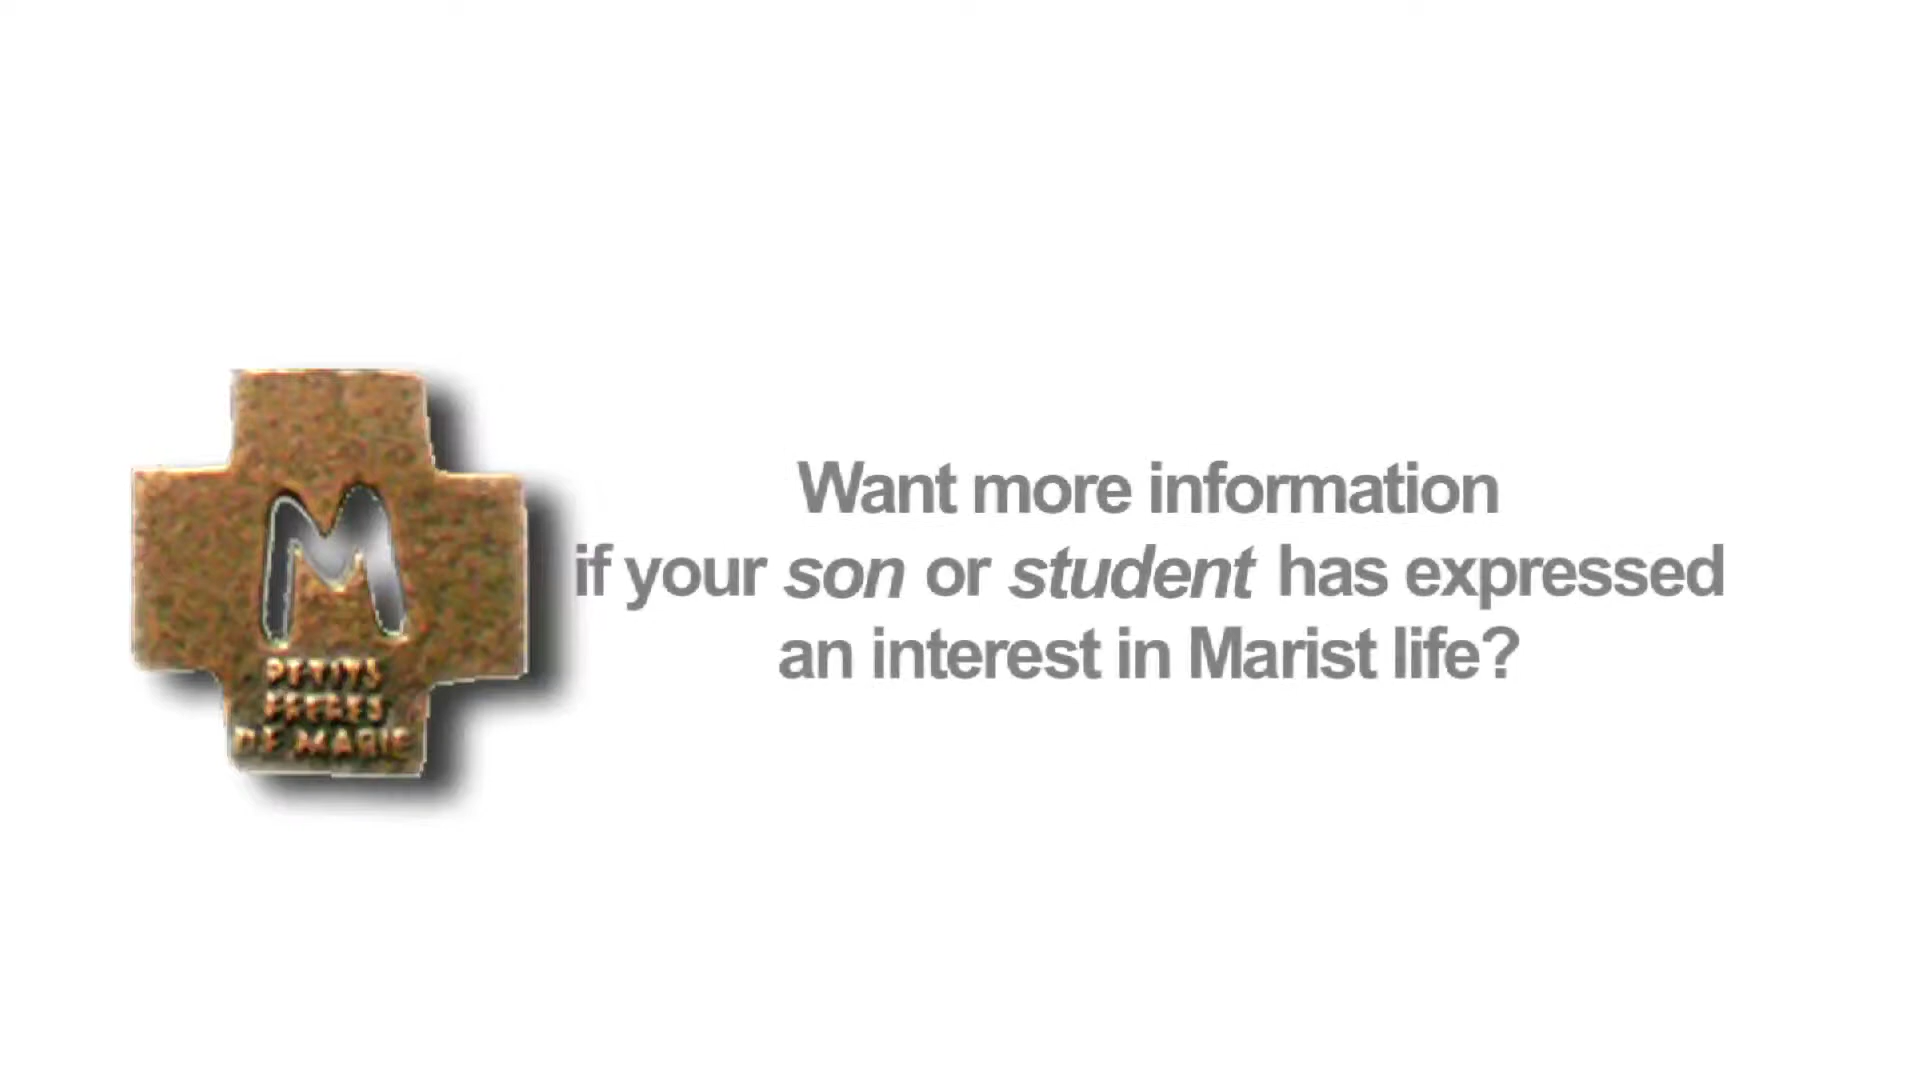 M
PETITS
FRERES
DE MARIE
Want more information
if your son or student has expressed
an interest in Marist life?